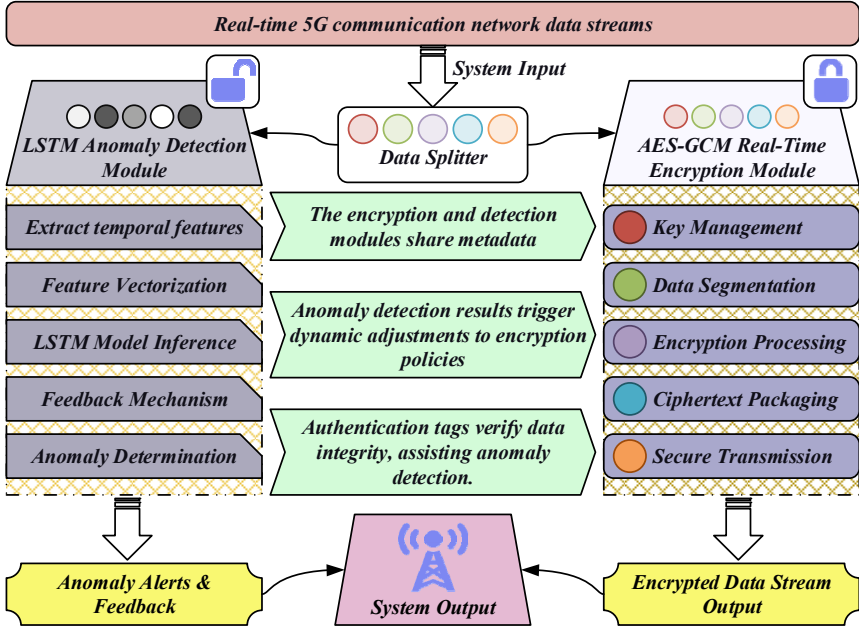 Real-time 5G communication network data streams
System Input
LSTM Anomaly Detection
Module
Data Splitter
AES-GCM Real-Time
Encryption Module
Extract temporal features
Feature Vectorization
LSTM Model Inference
Feedback Mechanism
Anomaly Determination
The encryption and detection
modules share metadata
Anomaly detection results trigger
dynamic adjustments to encryption
policies
Authentication tags verify data
integrity, assisting anomaly
detection.
Key Management
Data Segmentation
Encryption Processing
Ciphertext Packaging
Secure Transmission
Anomaly Alerts &
Feedback
System Output
Encrypted Data Stream
Output